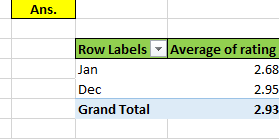 Ans.
Row Labels Average of rating
Jan 2.68
Dec 2.95
Grand Total 2.93